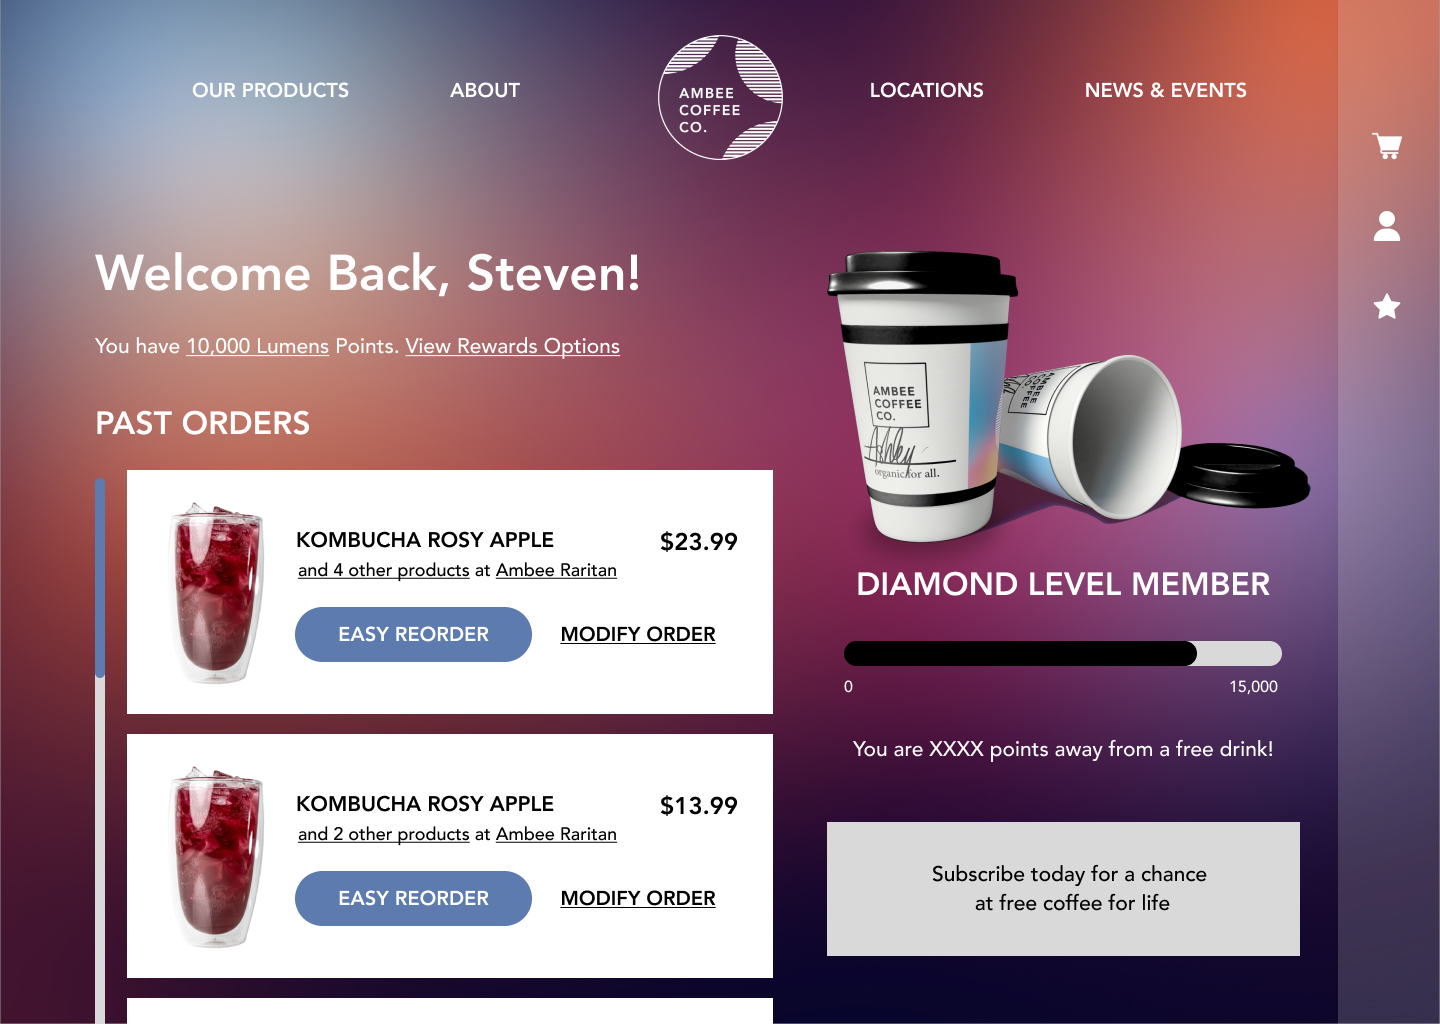 OUR PRODUCTS
ABOUT
AMBEE
COFFEE
CO.
LOCATIONS
NEWS & EVENTS
Welcome Back, Steven!
You have 10,000 Lumens Points. View Rewards Options
PAST ORDERS
KOMBUCHA ROSY APPLE
$23.99
and 4 other products at Ambee Raritan
EASY REORDER
MODIFY ORDER
KOMBUCHA ROSY APPLE
$13.99
and 2 other products at Ambee Raritan
EASY REORDER
MODIFY ORDER
AMBEE
COFFEE
CO.
Ashley
organic for all.
AMBEE
COFFEE
CO.
DIAMOND LEVEL MEMBER
0
15,000
You are XXXX points away from a free drink!
Subscribe today for a chance
at free coffee for life